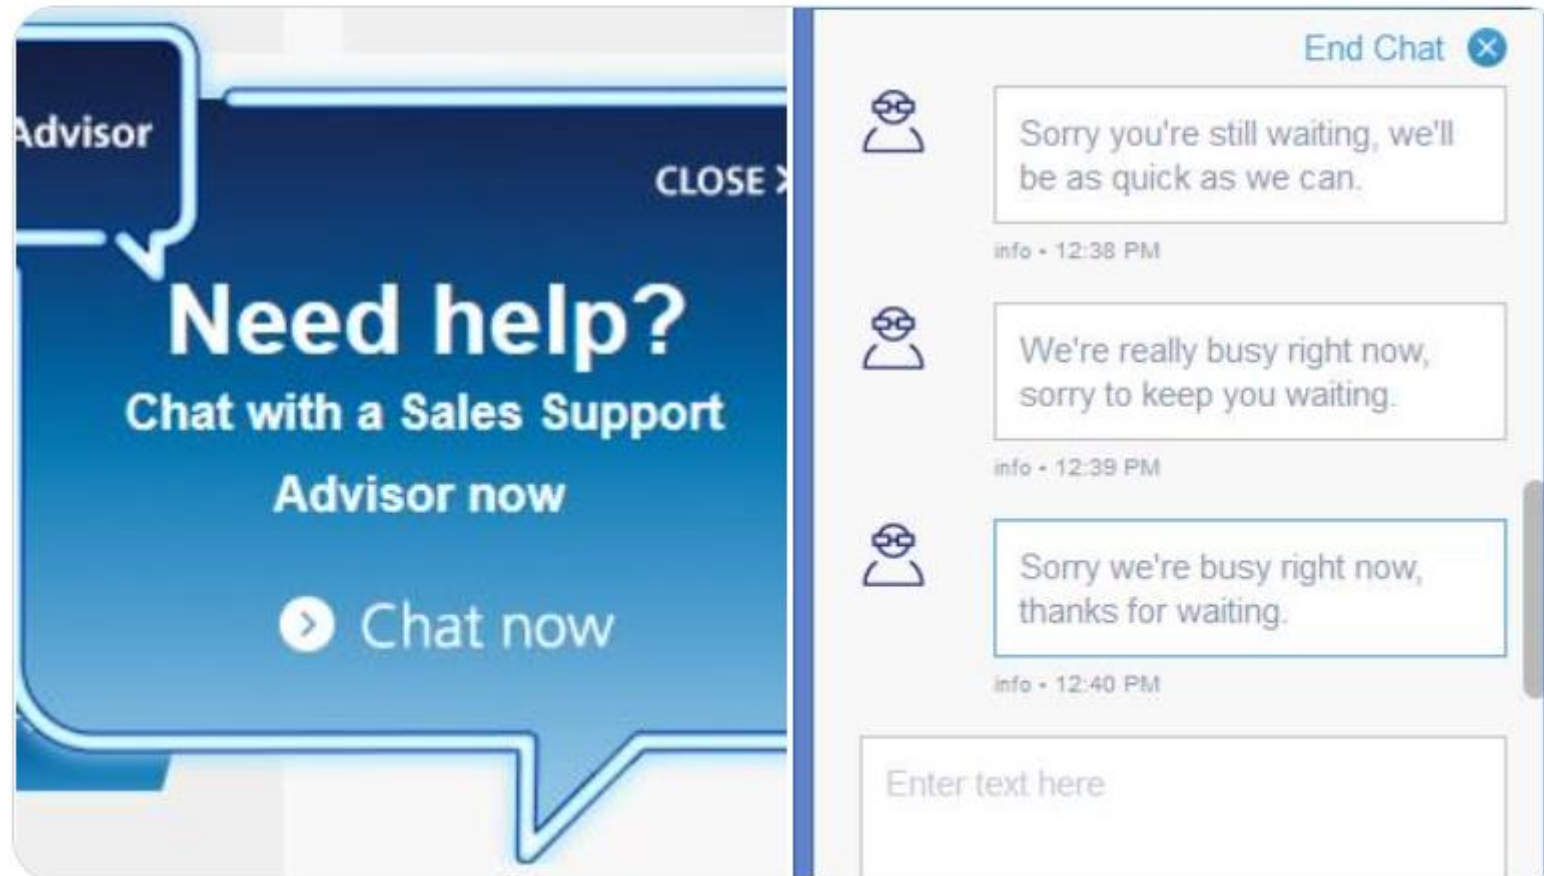 Advisor
CLOSE
Need help?
Chat with a Sales Support
Advisor now
Chat now
End Chat
Sorry you're still waiting, we'll
be as quick as we can.
info • 12:38 PM
We're really busy right now,
sorry to keep you waiting.
info • 12:39 PM
Sorry we're busy right now,
thanks for waiting.
info • 12:40 PM
Enter text here